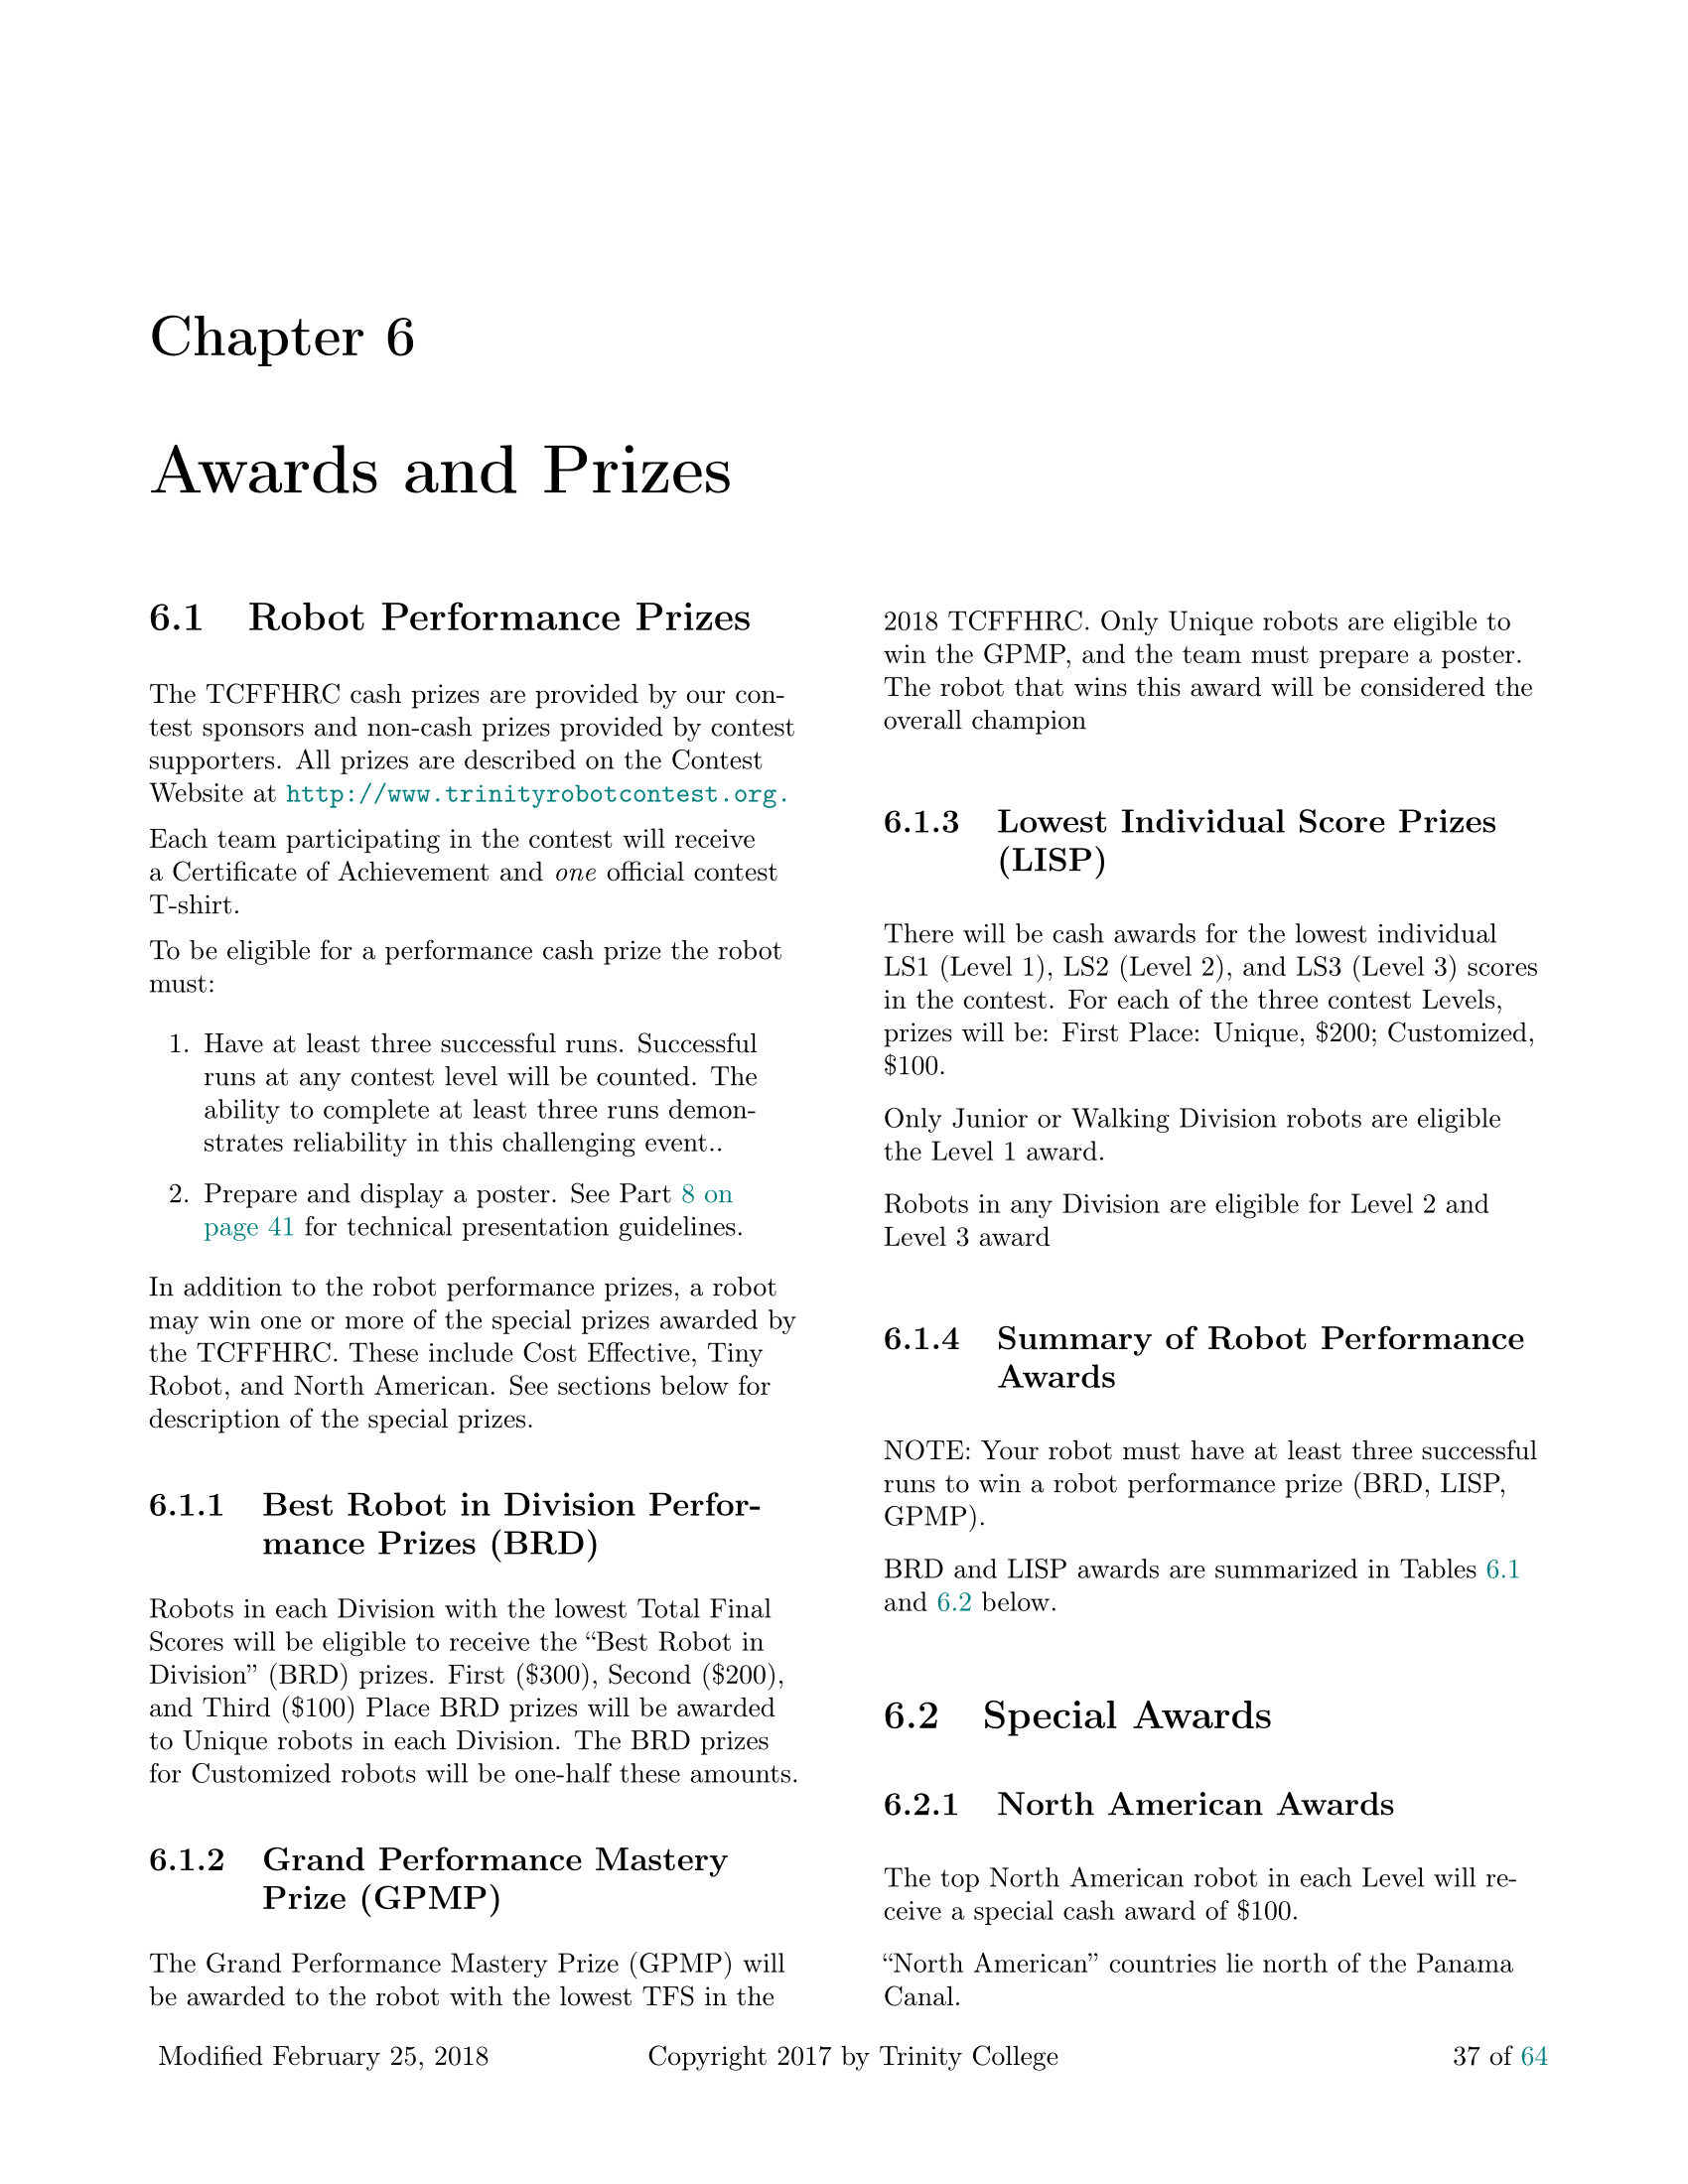 Chapter 6
Awards and Prizes
6.1 Robot Performance Prizes
The TCFFHRC cash prizes are provided by our con-
test sponsors and non-cash prizes provided by contest
supporters. All prizes are described on the Contest
Website at http://www.trinityrobotcontest.org.
Each team participating in the contest will receive
a Certificate of Achievement and one official contest
T-shirt.
To be eligible for a performance cash prize the robot
must:
1. Have at least three successful runs. Successful
runs at any contest level will be counted. The
ability to complete at least three runs demon-
strates reliability in this challenging event..
2. Prepare and display a poster. See Part 8 on
page 41 for technical presentation guidelines.
In addition to the robot performance prizes, a robot
may win one or more of the special prizes awarded by
the TCFFHRC. These include Cost Effective, Tiny
Robot, and North American. See sections below for
description of the special prizes.
6.1.1 Best Robot in Division Perfor-
mance Prizes (BRD)
Robots in each Division with the lowest Total Final
Scores will be eligible to receive the “Best Robot in
Division” (BRD) prizes. First ($300), Second ($200),
and Third ($100) Place BRD prizes will be awarded
to Unique robots in each Division. The BRD prizes
for Customized robots will be one-half these amounts.
6.1.2 Grand Performance Mastery
Prize (GPMP)
The Grand Performance Mastery Prize (GPMP) will
be awarded to the robot with the lowest TFS in the
2018 TCFFHRC. Only Unique robots are eligible to
win the GPMP, and the team must prepare a poster.
The robot that wins this award will be considered the
overall champion
6.1.3 Lowest Individual Score Prizes
(LISP)
There will be cash awards for the lowest individual
LS1 (Level 1), LS2 (Level 2), and LS3 (Level 3) scores
in the contest. For each of the three contest Levels,
prizes will be: First Place: Unique, $200; Customized,
$100.
Only Junior or Walking Division robots are eligible
the Level 1 award.
Robots in any Division are eligible for Level 2 and
Level 3 award
6.1.4 Summary of Robot Performance
Awards
NOTE: Your robot must have at least three successful
runs to win a robot performance prize (BRD, LISP,
GPMP).
BRD and LISP awards are summarized in Tables 6.1
and 6.2 below.
6.2 Special Awards
6.2.1 North American Awards
The top North American robot in each Level will re-
ceive a special cash award of $100.
“North American” countries lie north of the Panama
Canal.
Modified February 25, 2018 Copyright 2017 by Trinity College 37 of 64